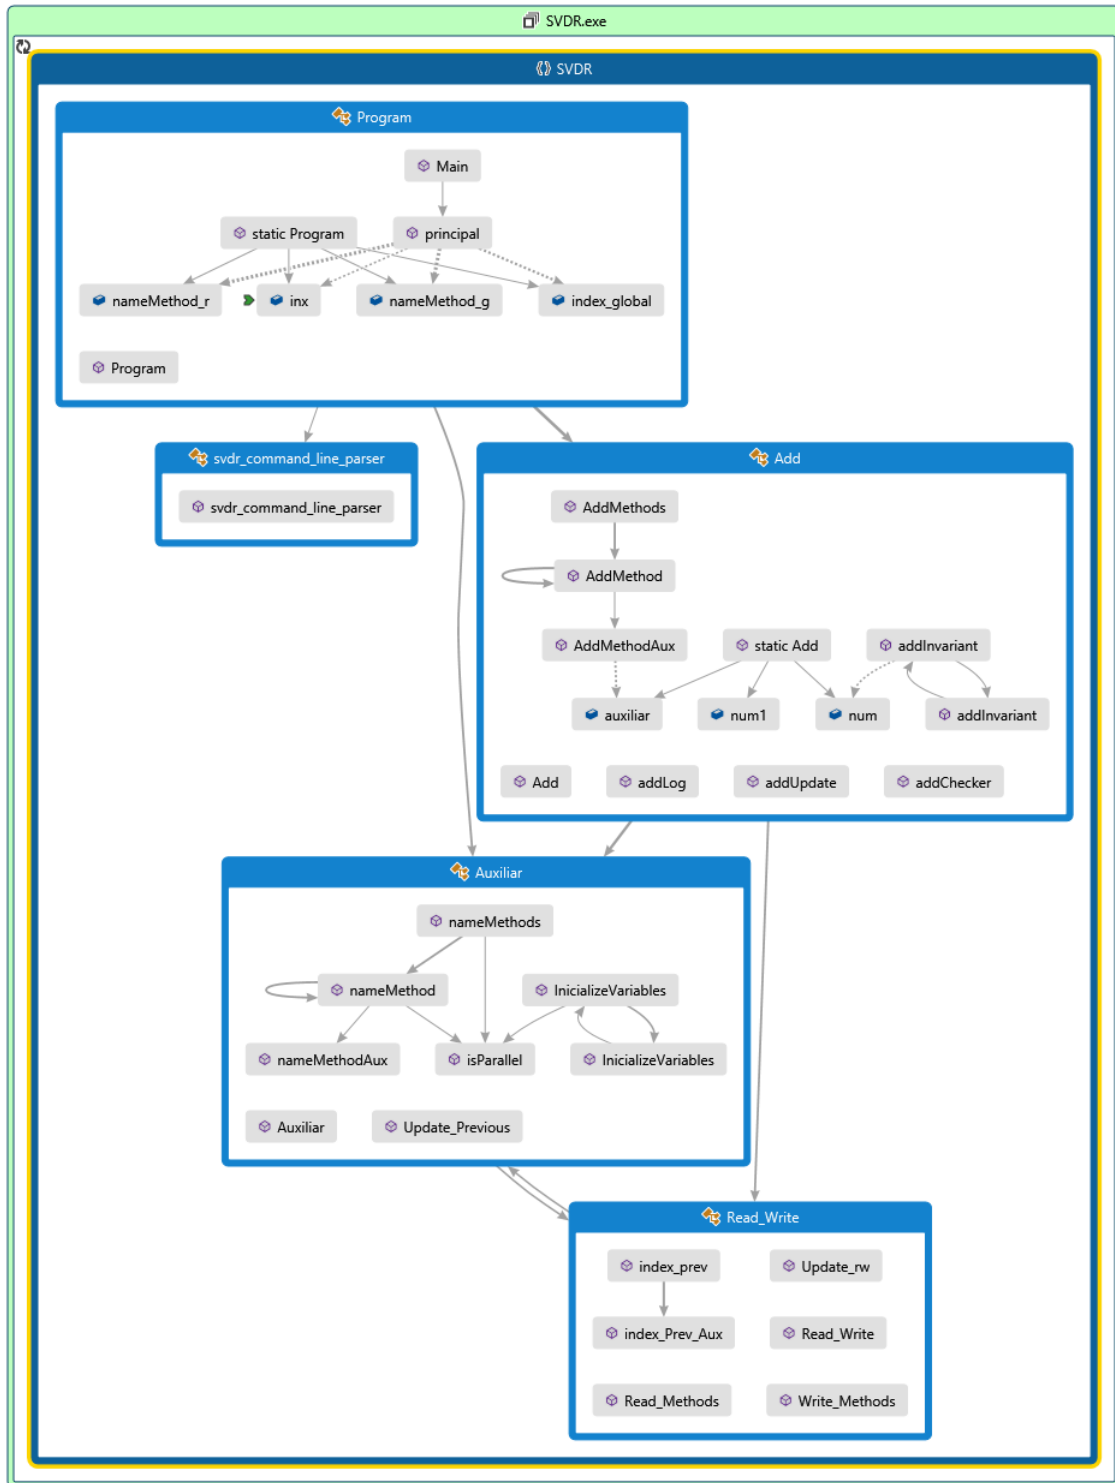 SVDR.exe
SVDR
Program
Main
static Program
principal
nameMethod_r
inx
nameMethod_g
index_global
Program
svdr_command_line_parser
svdr_command_line_parser
Add
AddMethods
AddMethod
AddMethodAux
static Add
addInvariant
auxiliar
num1
num
addInvariant
Add
addLog
addUpdate
addChecker
Auxiliar
nameMethods
nameMethod
InicializeVariables
nameMethodAux
isParallel
InicializeVariables
Auxiliar
Update_Previous
Read_Write
index_prev
Update_rw
index_Prev_Aux
Read_Write
Read_Methods
Write_Methods